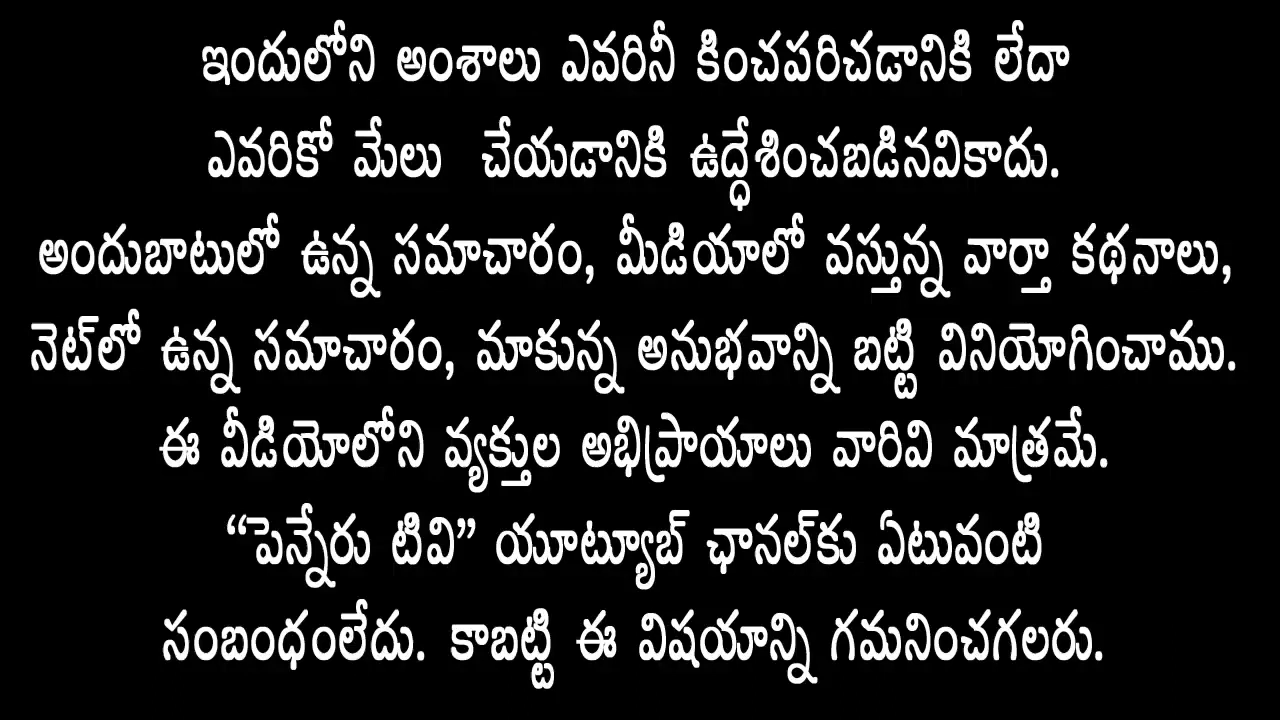 ఇందులోని అంశాలు ఎవరినీ కించపరిచడానికి లేదా
ఎవరికో మేలు చేయడానికి ఉద్ధేశించబడినవికాదు.
అందుబాటులో ఉన్న సమాచారం, మీడియాలో వస్తున్న వార్తా కథనాలు,
నెట్‌లో ఉన్న సమాచారం, మాకున్న అనుభవాన్ని బట్టి వినియోగించాము.
ఈ వీడియోలోని వ్యక్తుల అభిప్రాయాలు వారివి మాత్రమే.
“పెన్నేరు టివి” యూట్యూబ్ ఛానల్‌కు ఏటువంటి
సంబంధంలేదు. కాబట్టి ఈ విషయాన్ని గమనించగలరు.